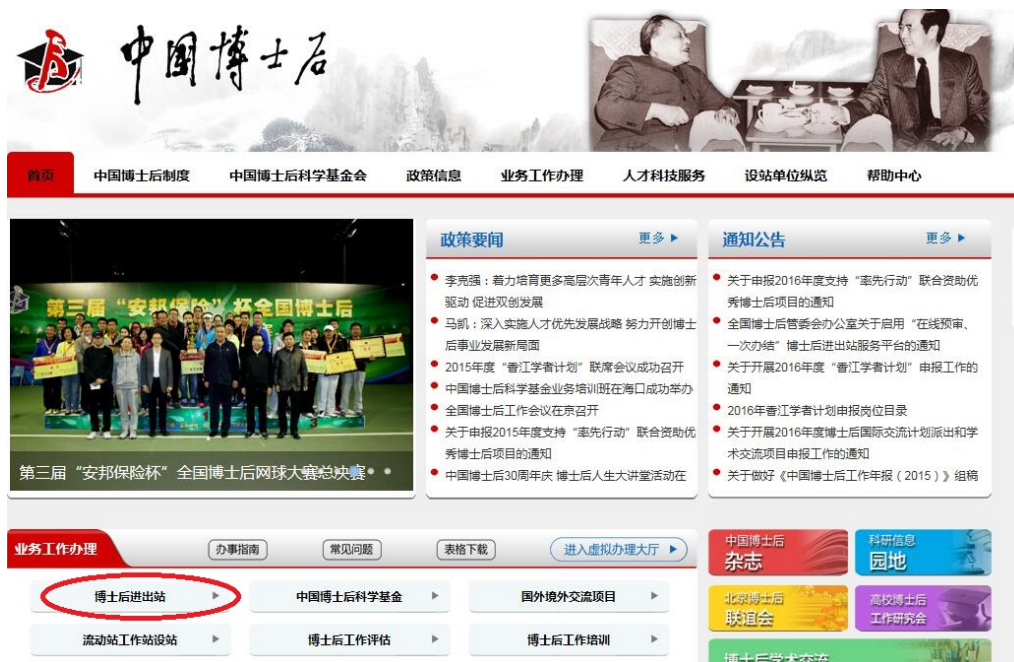 中国博士后
首页 中国博士后制度 中国博士后科学基金会 政策信息 业务工作办理 人才科技服务 设站单位纵览 帮助中心
第三届“安邦保险”杯全国博士后
第三届“安邦保险杯”全国博士后网球大赛总决赛
政策要闻 更多
李克强：着力培育更多高层次青年人才 实施创新
驱动 促进双创发展
马凯：深入实施人才优先发展战略 努力开创博士
后事业发展新局面
2015年度“香江学者计划”联席会议成功召开
中国博士后科学基金业务培训班在海口成功举办
全国博士后工作会议在京召开
关于申报2015年度支持“率先行动”联合资助优
秀博士后项目的通知
中国博士后30周年庆 博士后人生大讲堂活动在
通知公告 更多
关于申报2016年度支持“率先行动”联合资助优
秀博士后项目的通知
全国博士后管委会办公室关于启用“在线预审、
一次办结”博士后进出站服务平台的通知
关于开展2016年度“香江学者计划”申报工作的
通知
2016年香江学者计划申报岗位目录
关于开展2016年度博士后国际交流计划派出和学
术交流项目申报工作的通知
关于做好《中国博士后工作年报（2015）》组稿
业务工作办理 办事指南 常见问题 表格下载 进入虚拟办理大厅
博士后进出站 中国博士后科学基金 国外境外交流项目
流动站工作站设站 博士后工作评估 博士后工作培训
中国博士后
杂志
科研信息
园地
北京博士后
联谊会
高校博士后
工作研究会
博士后学术交流